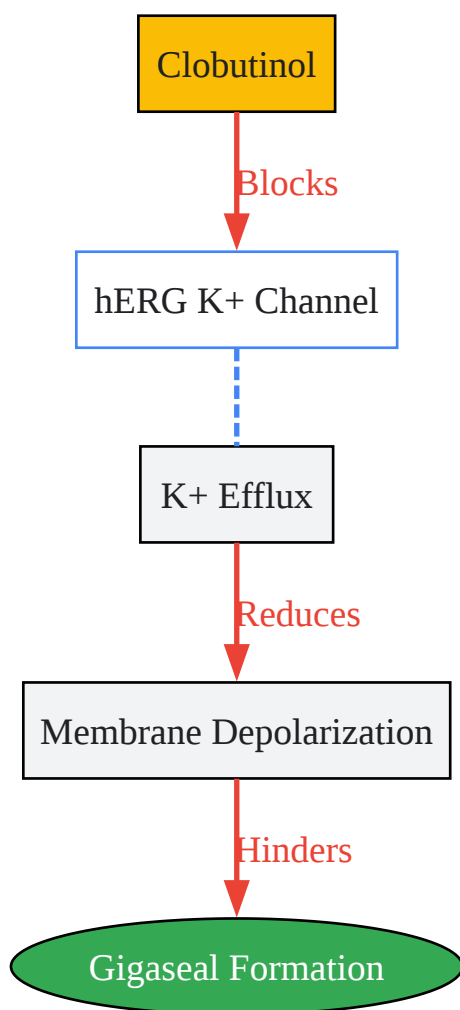 Clobutinol
Blocks
hERG K+ Channel
K+ Efflux
Reduces
Membrane Depolarization
Hinders
Gigaseal Formation